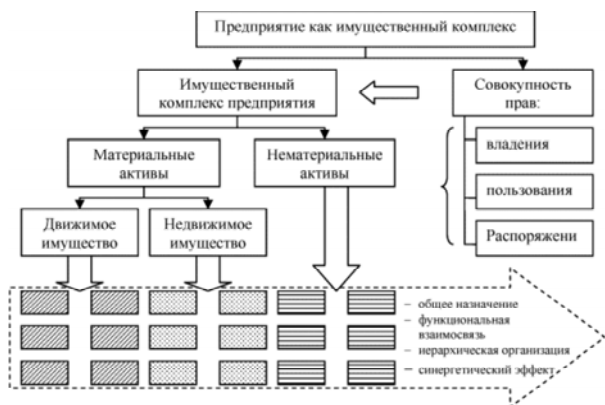 Предприятие как имущественный комплекс
Имущественный
комплекс предприятия
Совокупность
прав:
Материальные
активы
Нематериальные
активы
владения
пользования
Распоряжени
Движимое
имущество
Недвижимое
имущество
– общее назначение
– функциональная
взаимосвязь
– иерархическая организация
– синергетический эффект